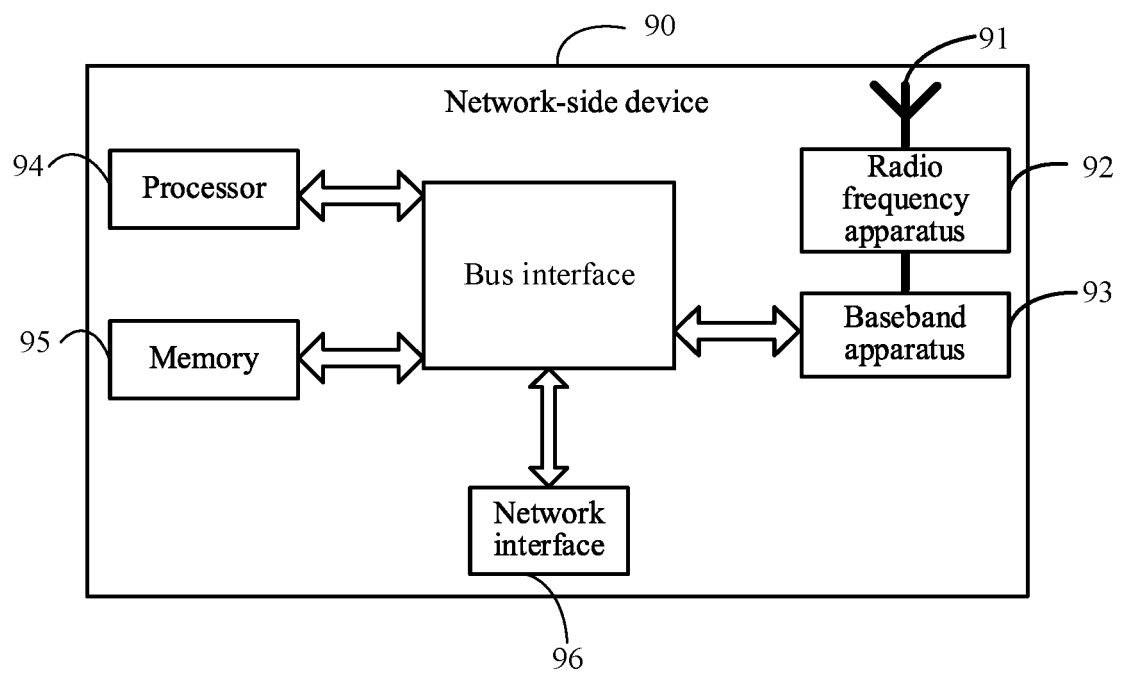 90
91
Network-side device
94
Processor
Radio
frequency
apparatus
92
Bus interface
93
Baseband
apparatus
95
Memory
Network
interface
96